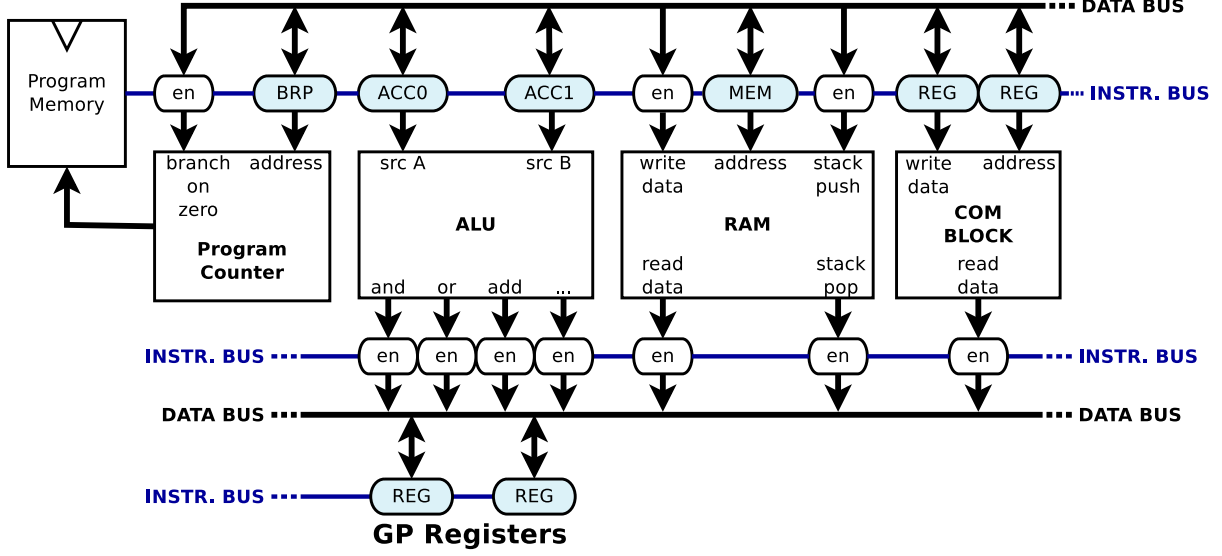 DATA BUS
Program
Memory
en
BRP
ACC0
ACC1
en
MEM
en
REG
REG
INSTR. BUS
branch
on
zero
address
Program
Counter
src A
src B
ALU
and
or
add
...
write
data
address
stack
push
RAM
read
data
stack
pop
write
data
address
COM
BLOCK
read
data
INSTR. BUS
en
en
en
en
en
en
en
INSTR. BUS
DATA BUS
DATA BUS
INSTR. BUS
REG
REG
GP Registers